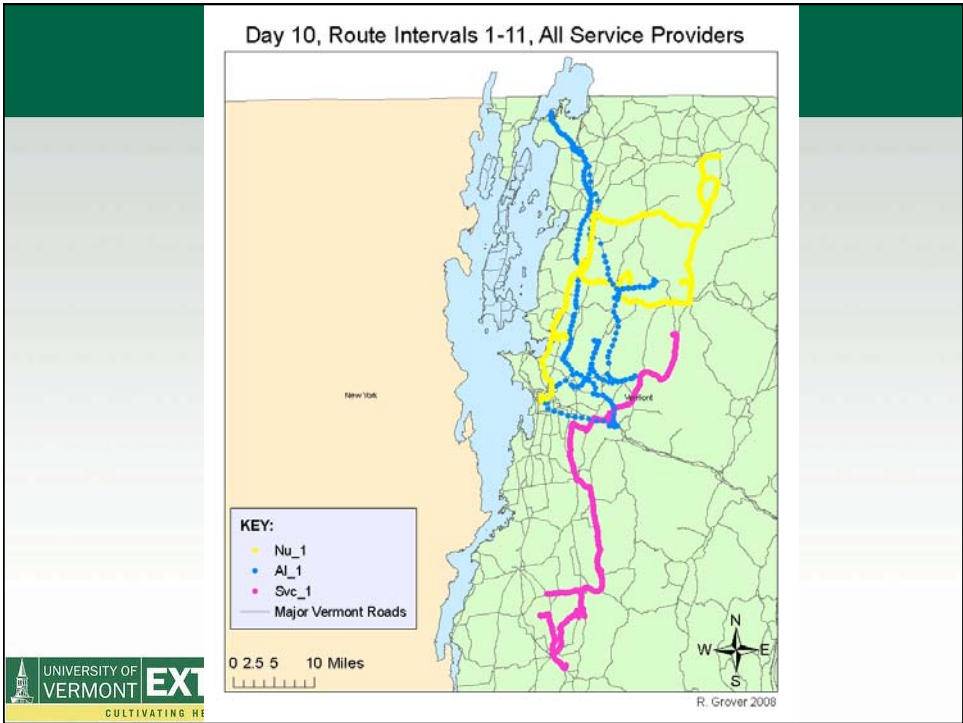 Day 10, Route Intervals 1-11, All Service Providers
New York
Vermont
KEY:
Nu_1
Al_1
Svc_1
Major Vermont Roads
N
W E
S
0 2.5 5 10 Miles
R. Grover 2008
UNIVERSITY OF
VERMONT EXT
CULTIVATING HE